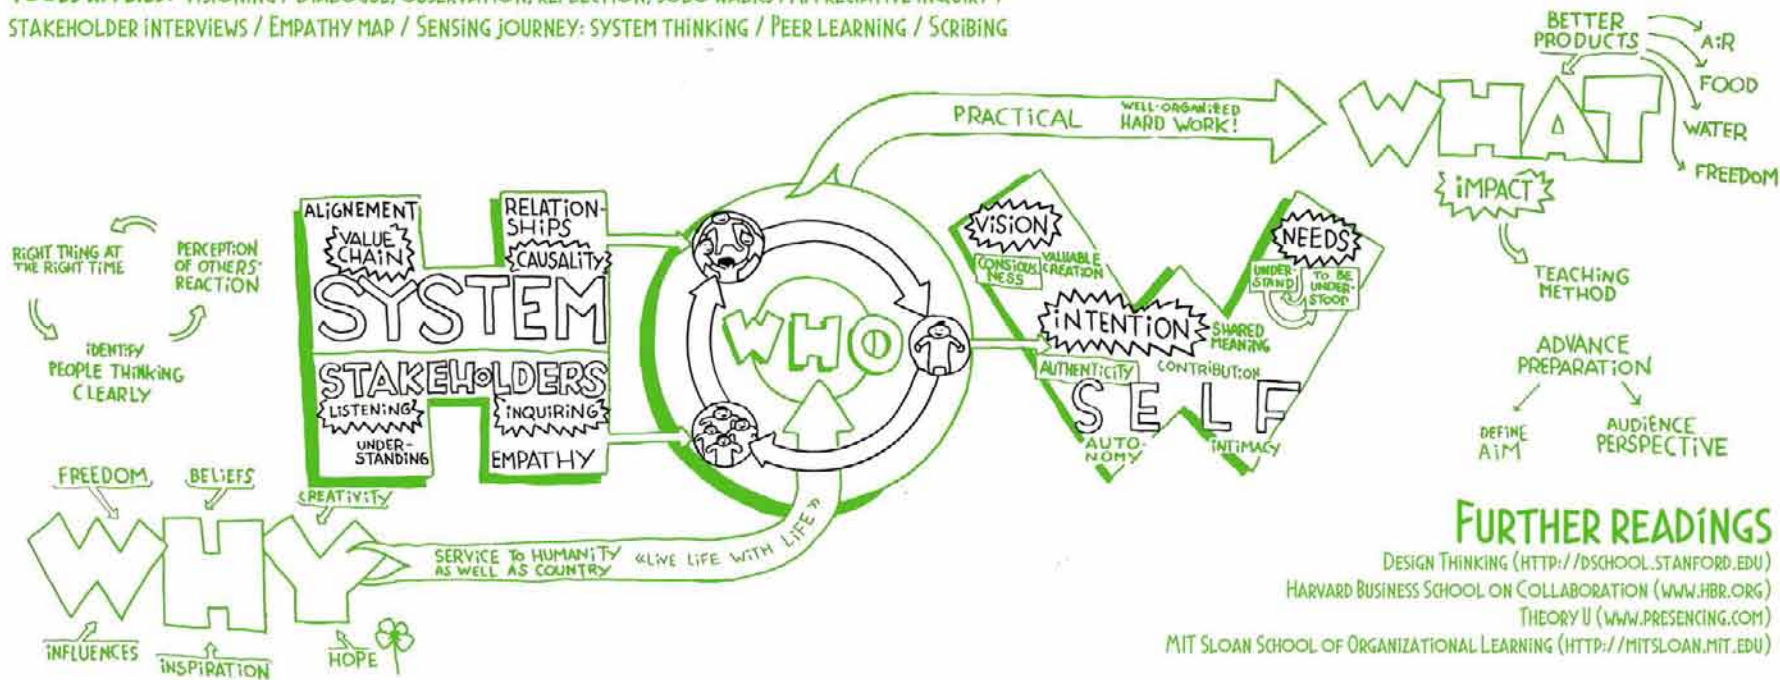 STAKEHOLDER INTERVIEWS / EMPATHY MAP / SENSING JOURNEY: SYSTEM THINKING / PEER LEARNING / SCRIBING
BETTER
PRODUCTS
AIR
FOOD
WATER
FREEDOM
WHAT
IMPACT
PRACTICAL
WELL-ORGANIZED
HARD WORK!
TEACHING
METHOD
ADVANCE
PREPARATION
DEFINE
AIM
AUDIENCE
PERSPECTIVE
RIGHT THING AT
THE RIGHT TIME
PERCEPTION
OF OTHERS'
REACTION
IDENTIFY
PEOPLE THINKING
CLEARLY
ALIGNEMENT
VALUE
CHAIN
RELATION-
SHIPS
CAUSALITY
SYSTEM
STAKEHOLDERS
LISTENING
INQUIRING
UNDER-
STANDING
EMPATHY
WHO
VISION
CONSIOUS
NESS
VALUABLE
CREATION
NEEDS
UNDER-
STAND
TO BE
UNDER-
STOOD
INTENTION
SHARED
MEANING
AUTHENTICITY
CONTRIBUTION
SELF
AUTO-
NOMY
INTIMACY
FREEDOM
BELIEFS
CREATIVITY
WHY
INFLUENCES
INSPIRATION
HOPE
SERVICE TO HUMANITY
AS WELL AS COUNTRY
«LIVE LIFE WITH LIFE»
FURTHER READINGS
DESIGN THINKING (HTTP://DSCHOOL.STANFORD.EDU)
HARVARD BUSINESS SCHOOL ON COLLABORATION (WWW.HBR.ORG)
THEORY U (WWW.PRESENCING.COM)
MIT SLOAN SCHOOL OF ORGANIZATIONAL LEARNING (HTTP://MITSLOAN.MIT.EDU)